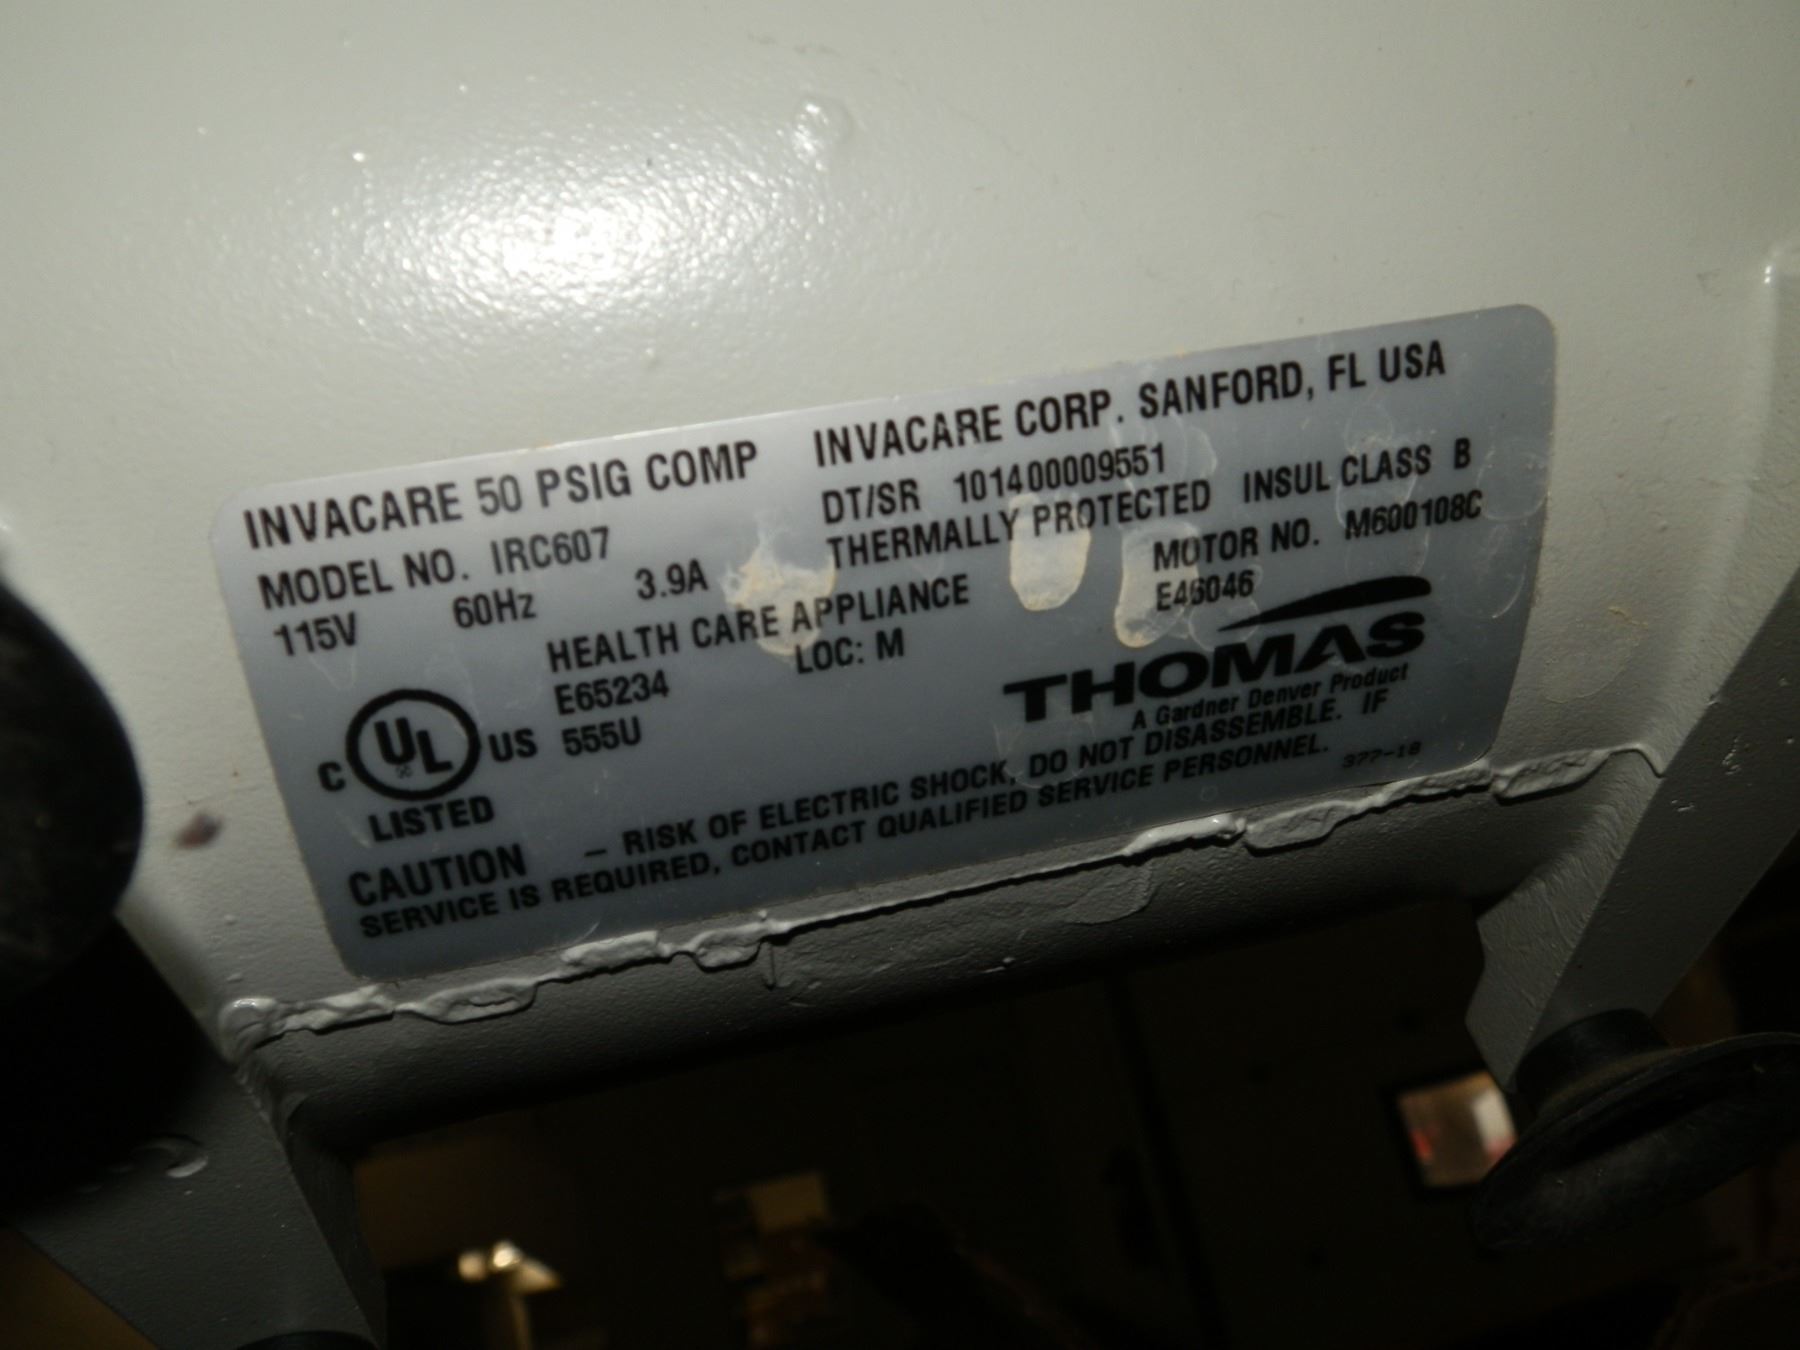 INVACARE 50 PSIG COMP INVACARE CORP. SANFORD, FL USA
MODEL NO. IRC607 DT/SR 101400009551
115V 60Hz 3.9A THERMALLY PROTECTED INSUL CLASS B
HEALTH CARE APPLIANCE MOTOR NO. M600108C
E65234 LOC: M E46046
C UL US 555U
LISTED
THOMAS
A Gardner Denver Product
CAUTION – RISK OF ELECTRIC SHOCK, DO NOT DISASSEMBLE. IF
SERVICE IS REQUIRED, CONTACT QUALIFIED SERVICE PERSONNEL.
377-18